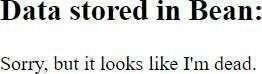 Data stored in Bean:
Sorry, but it looks like I'm dead.